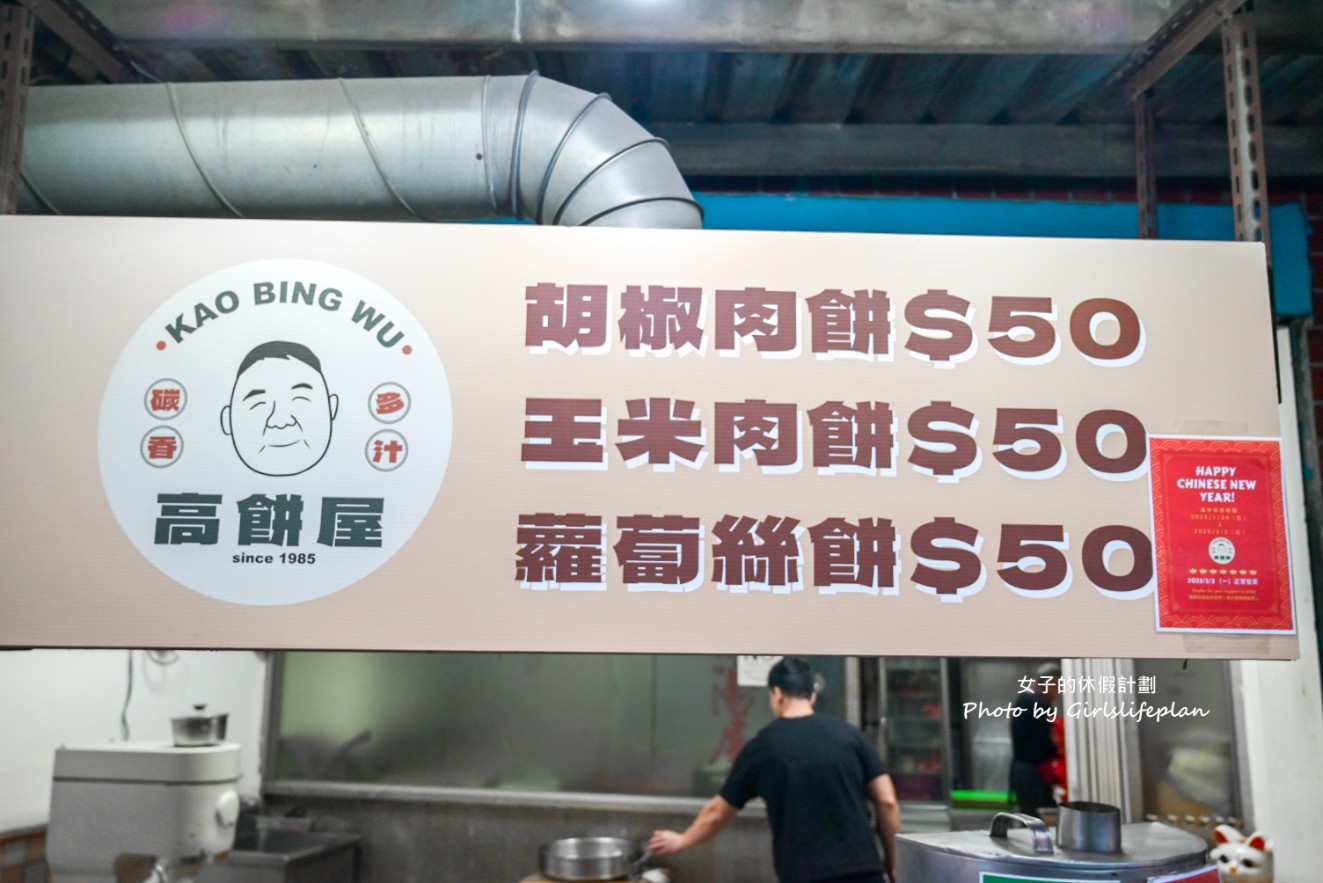 KAO BING WU
碳香
多汁
高餅屋
since 1985
胡椒肉餅$50
玉米肉餅$50
蘿蔔絲餅$50
HAPPY
CHINESE NEW
YEAR!
女子的休假計劃
Photo by Girlslifeplan